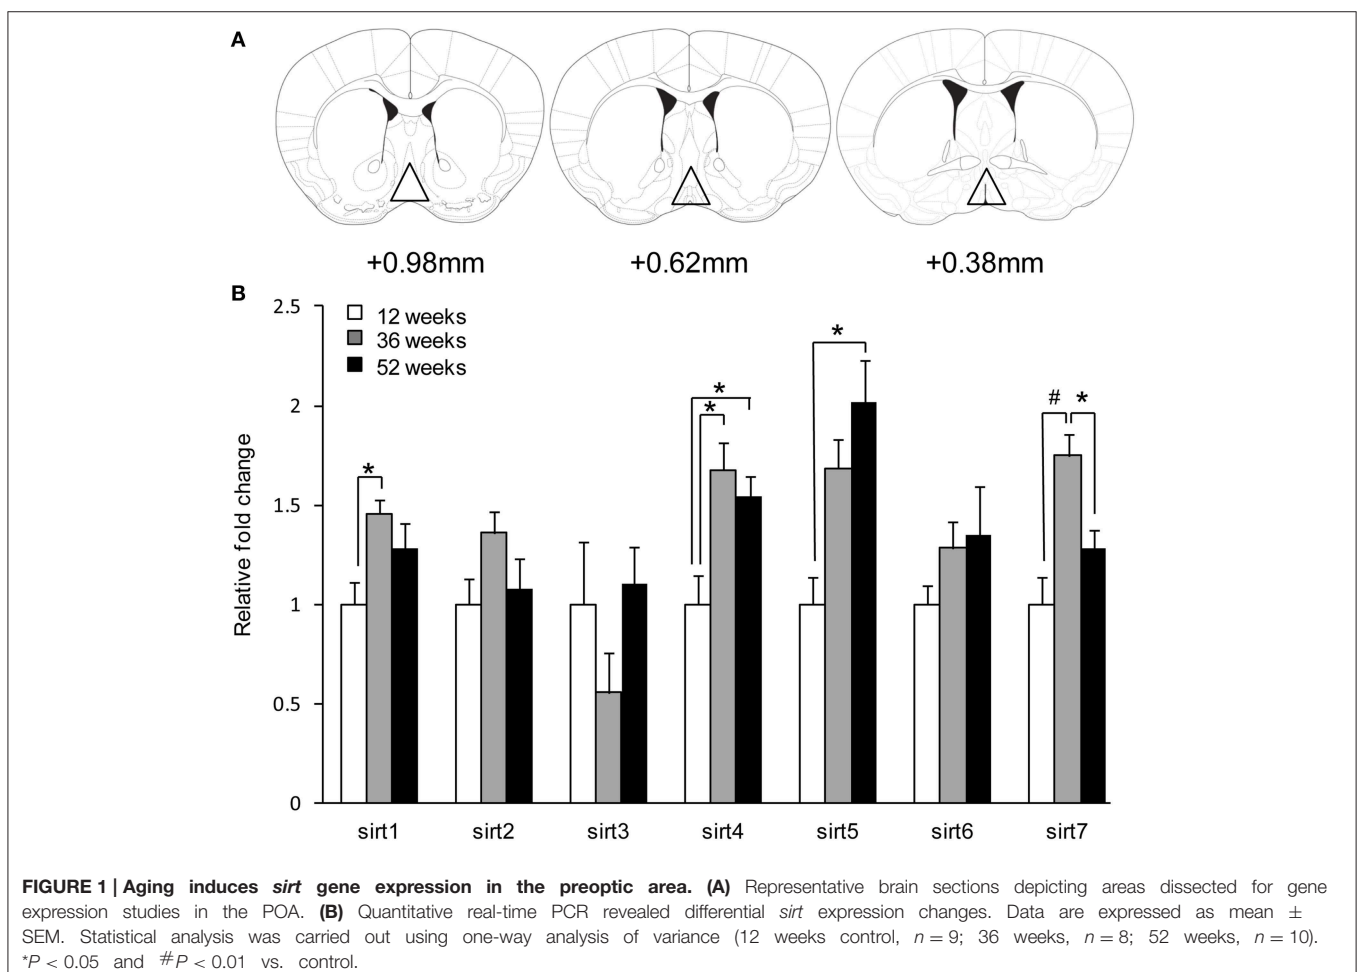 A
+0.98mm
+0.62mm
+0.38mm
B
2.5
2
1.5
1
0.5
0
Relative fold change
12 weeks
36 weeks
52 weeks
*
*
*
*
#
*
sirt1
sirt2
sirt3
sirt4
sirt5
sirt6
sirt7
FIGURE 1 | Aging induces sirt gene expression in the preoptic area. (A) Representative brain sections depicting areas dissected for gene
expression studies in the POA. (B) Quantitative real-time PCR revealed differential sirt expression changes. Data are expressed as mean ±
SEM. Statistical analysis was carried out using one-way analysis of variance (12 weeks control, n = 9; 36 weeks, n = 8; 52 weeks, n = 10).
*P < 0.05 and #P < 0.01 vs. control.